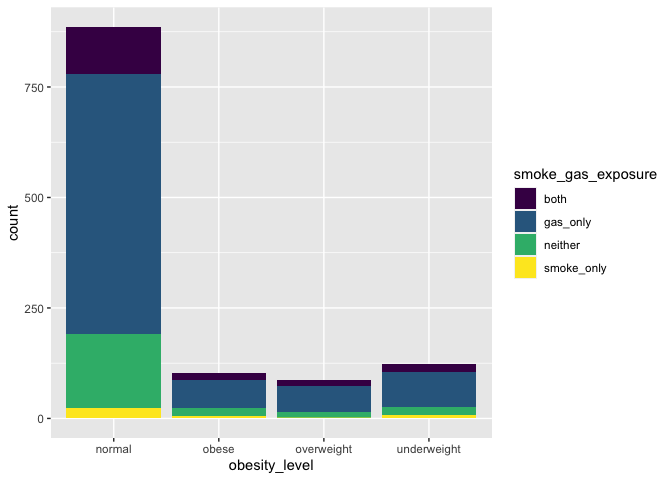 750
500
250
0
count
normal
obese
overweight
underweight
obesity_level
smoke_gas_exposure
both
gas_only
neither
smoke_only